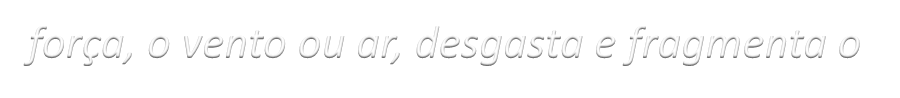 força, o vento ou ar, desgasta e fragmenta o